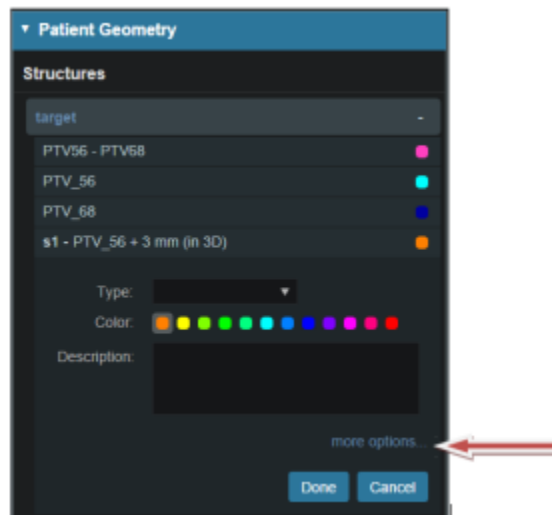 ▼ Patient Geometry
Structures
target -
PTV56 - PTV68
PTV_56
PTV_68
s1 - PTV_56 + 3 mm (in 3D)
Type:
Color:
Description:
more options...
Done Cancel